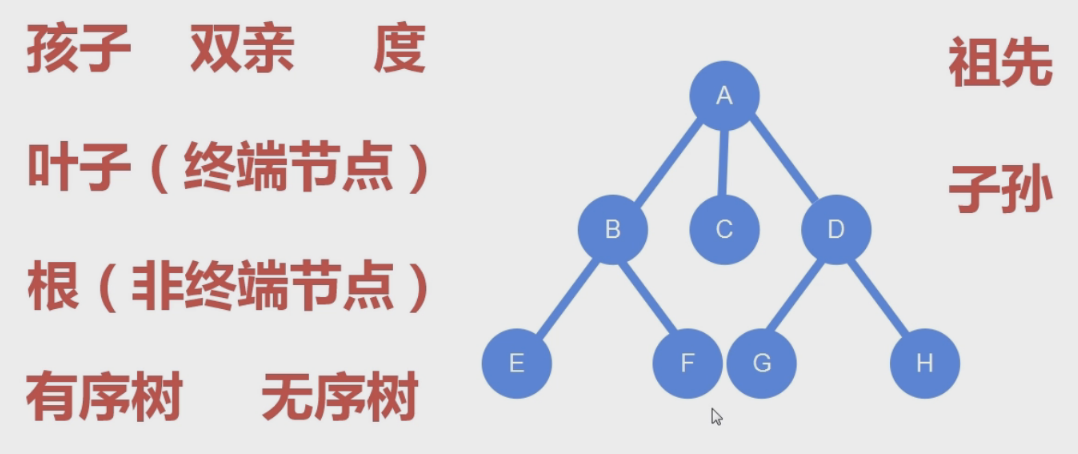 孩子 双亲 度
叶子（终端节点）
根（非终端节点）
有序树 无序树
A
B C D
E F G H
祖先
子孙